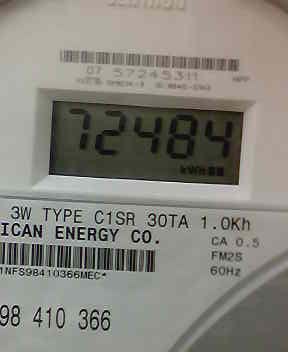 07 57245311
72484
kWH
3W TYPE C1SR 30TA 1.0Kh
ICAN ENERGY CO.
CA 0.5
FM2S
60Hz
1NFS98410366MEC*
98 410 366